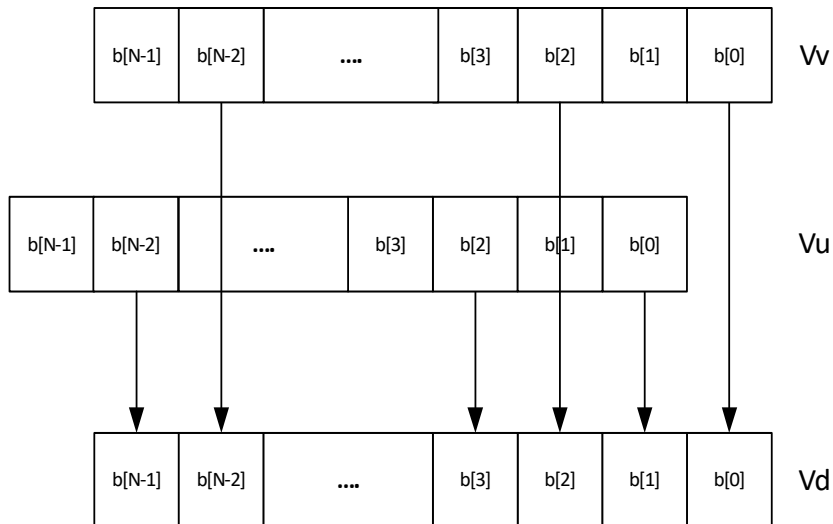 b[N-1] b[N-2] .... b[3] b[2] b[1] b[0] Vv
b[N-1] b[N-2] .... b[3] b[2] b[1] b[0] Vu
b[N-1] b[N-2] .... b[3] b[2] b[1] b[0] Vd